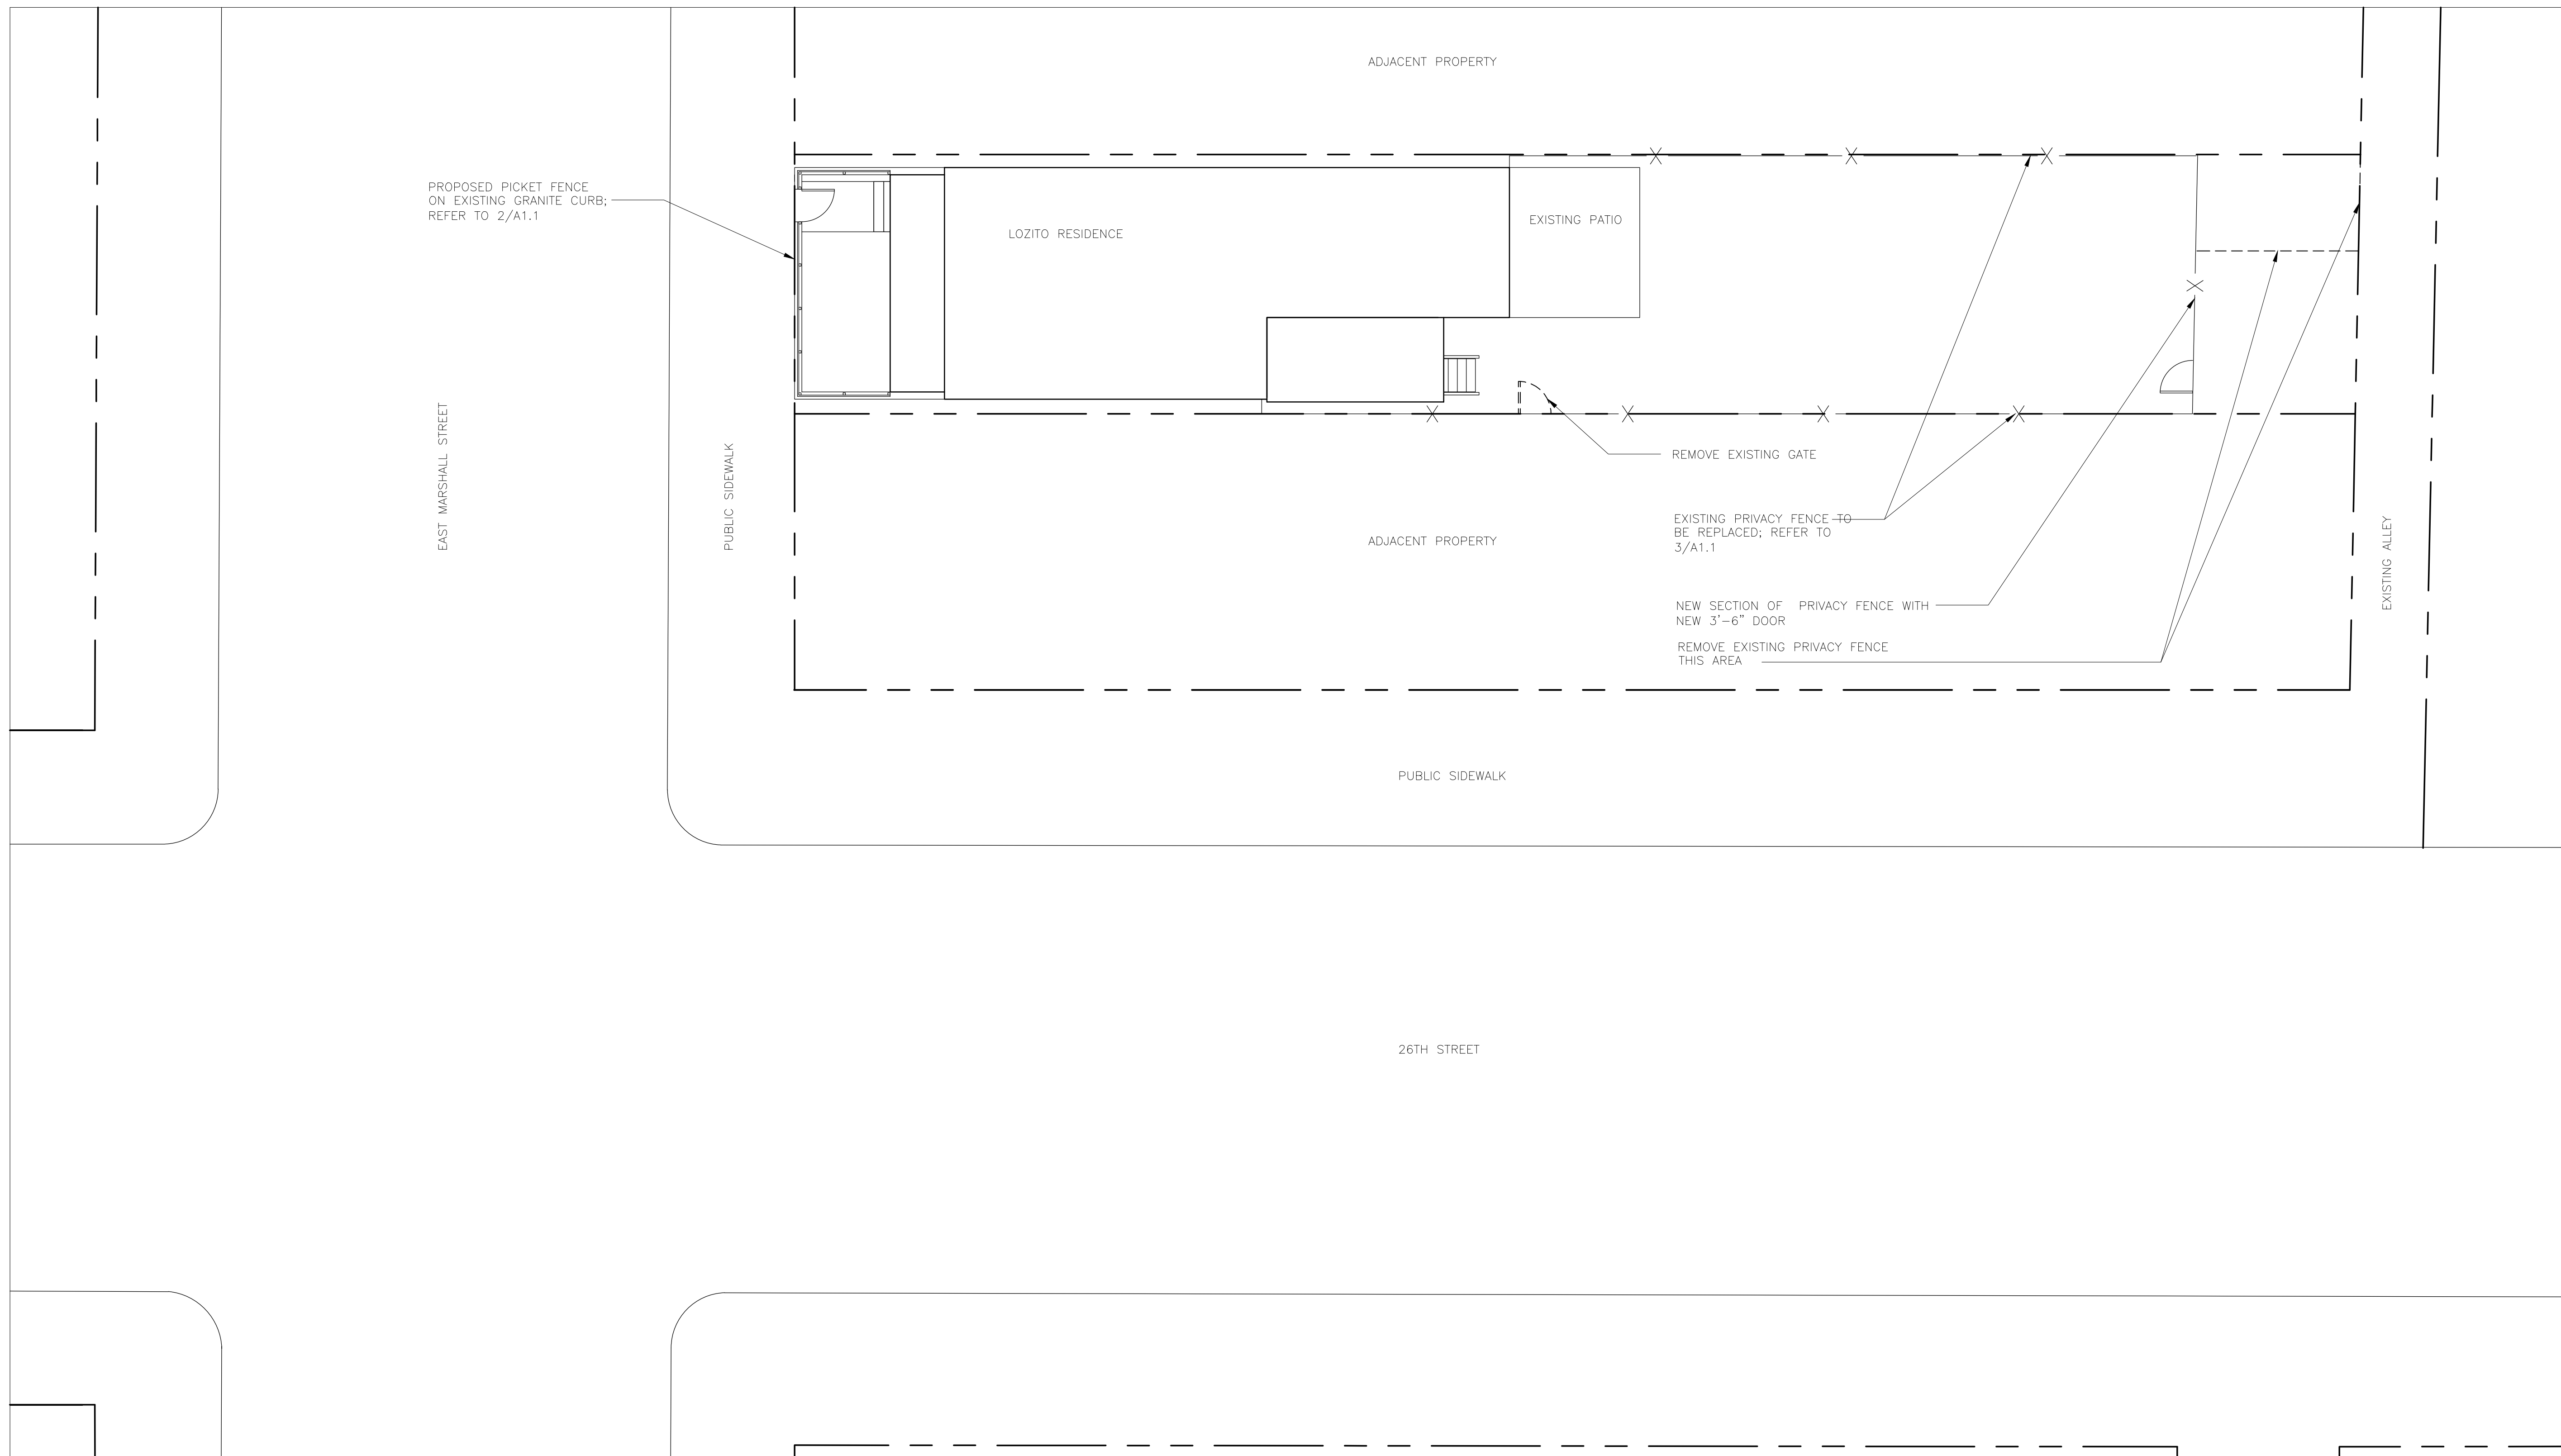 ADJACENT PROPERTY
PROPOSED PICKET FENCE
ON EXISTING GRANITE CURB;
REFER TO 2/A1.1
LOZITO RESIDENCE
EXISTING PATIO
EAST MARSHALL STREET
PUBLIC SIDEWALK
REMOVE EXISTING GATE
EXISTING PRIVACY FENCE TO
BE REPLACED; REFER TO
3/A1.1
ADJACENT PROPERTY
EXISTING ALLEY
NEW SECTION OF  PRIVACY FENCE WITH
NEW 3'-6" DOOR
REMOVE EXISTING PRIVACY FENCE
THIS AREA
PUBLIC SIDEWALK
26TH STREET